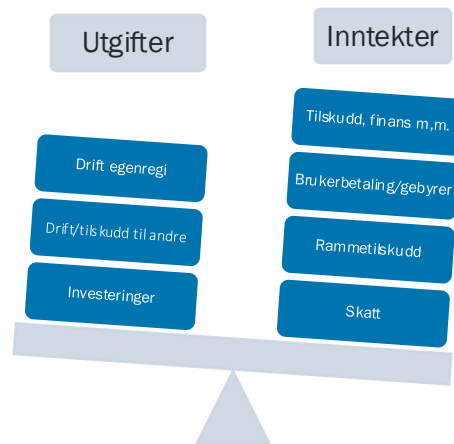 Utgifter
Inntekter
Drift egenregi
Drift/tilskudd til andre
Investeringer
Tilskudd, finans m,m.
Brukerbetaling/gebyrer
Rammetilskudd
Skatt